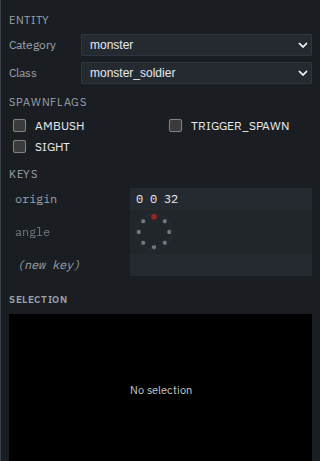 ENTITY
Category monster
Class monster_soldier
SPAWNFLAGS
AMBUSH TRIGGER_SPAWN
SIGHT
KEYS
origin 0 0 32
angle
(new key)
SELECTION
No selection